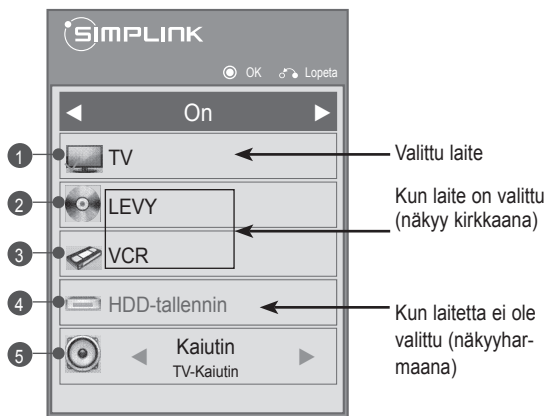 SIMPLINK
OK Lopeta
On
1 TV
Valittu laite
2 LEVY
Kun laite on valittu
(näkyy kirkkaana)
3 VCR
4 HDD-tallennin
Kun laitetta ei ole
valittu (näkyyhar-
maana)
5 Kaiutin
TV-Kaiutin